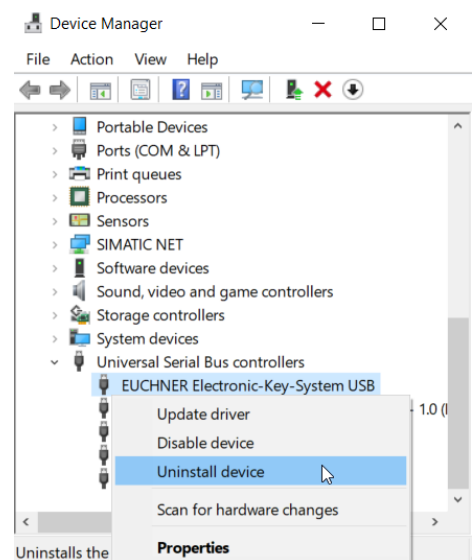 Device Manager
File Action View Help
Portable Devices
Ports (COM & LPT)
Print queues
Processors
Sensors
SIMATIC NET
Software devices
Sound, video and game controllers
Storage controllers
System devices
Universal Serial Bus controllers
EUCHNER Electronic-Key-System USB
Update driver
1.0 (
Disable device
Uninstall device
Scan for hardware changes
Properties
Uninstalls the